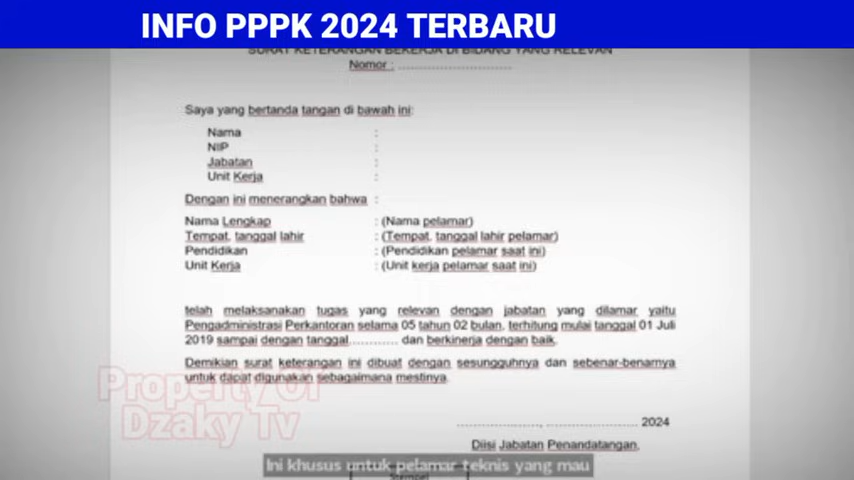 INFO PPPK 2024 TERBARU
SURAT KETERANGAN BEKERJA DI BIDANG YANG RELEVAN
Nomor : ................................
Saya yang bertanda tangan di bawah ini:
Nama :
NIP :
Jabatan :
Unit Kerja :
Dengan ini menerangkan bahwa :
Nama Lengkap : (Nama pelamar)
Tempat, tanggal lahir : (Tempat, tanggal lahir pelamar)
Pendidikan : (Pendidikan pelamar saat ini)
Unit Kerja : (Unit kerja pelamar saat ini)
telah melaksanakan tugas yang relevan dengan jabatan yang dilamar yaitu
Pengadministrasi Perkantoran selama 05 tahun 02 bulan, terhitung mulai tanggal 01 Juli
2019 sampai dengan tanggal.............. dan berkinerja dengan baik.
Demikian surat keterangan ini dibuat dengan sesungguhnya dan sebenar-benarnya
untuk dapat digunakan sebagaimana mestinya.
Property Of
Dzaky Tv
...................., ......................... 2024
Diisi Jabatan Penandatangan,
Ini khusus untuk pelamar teknis yang mau